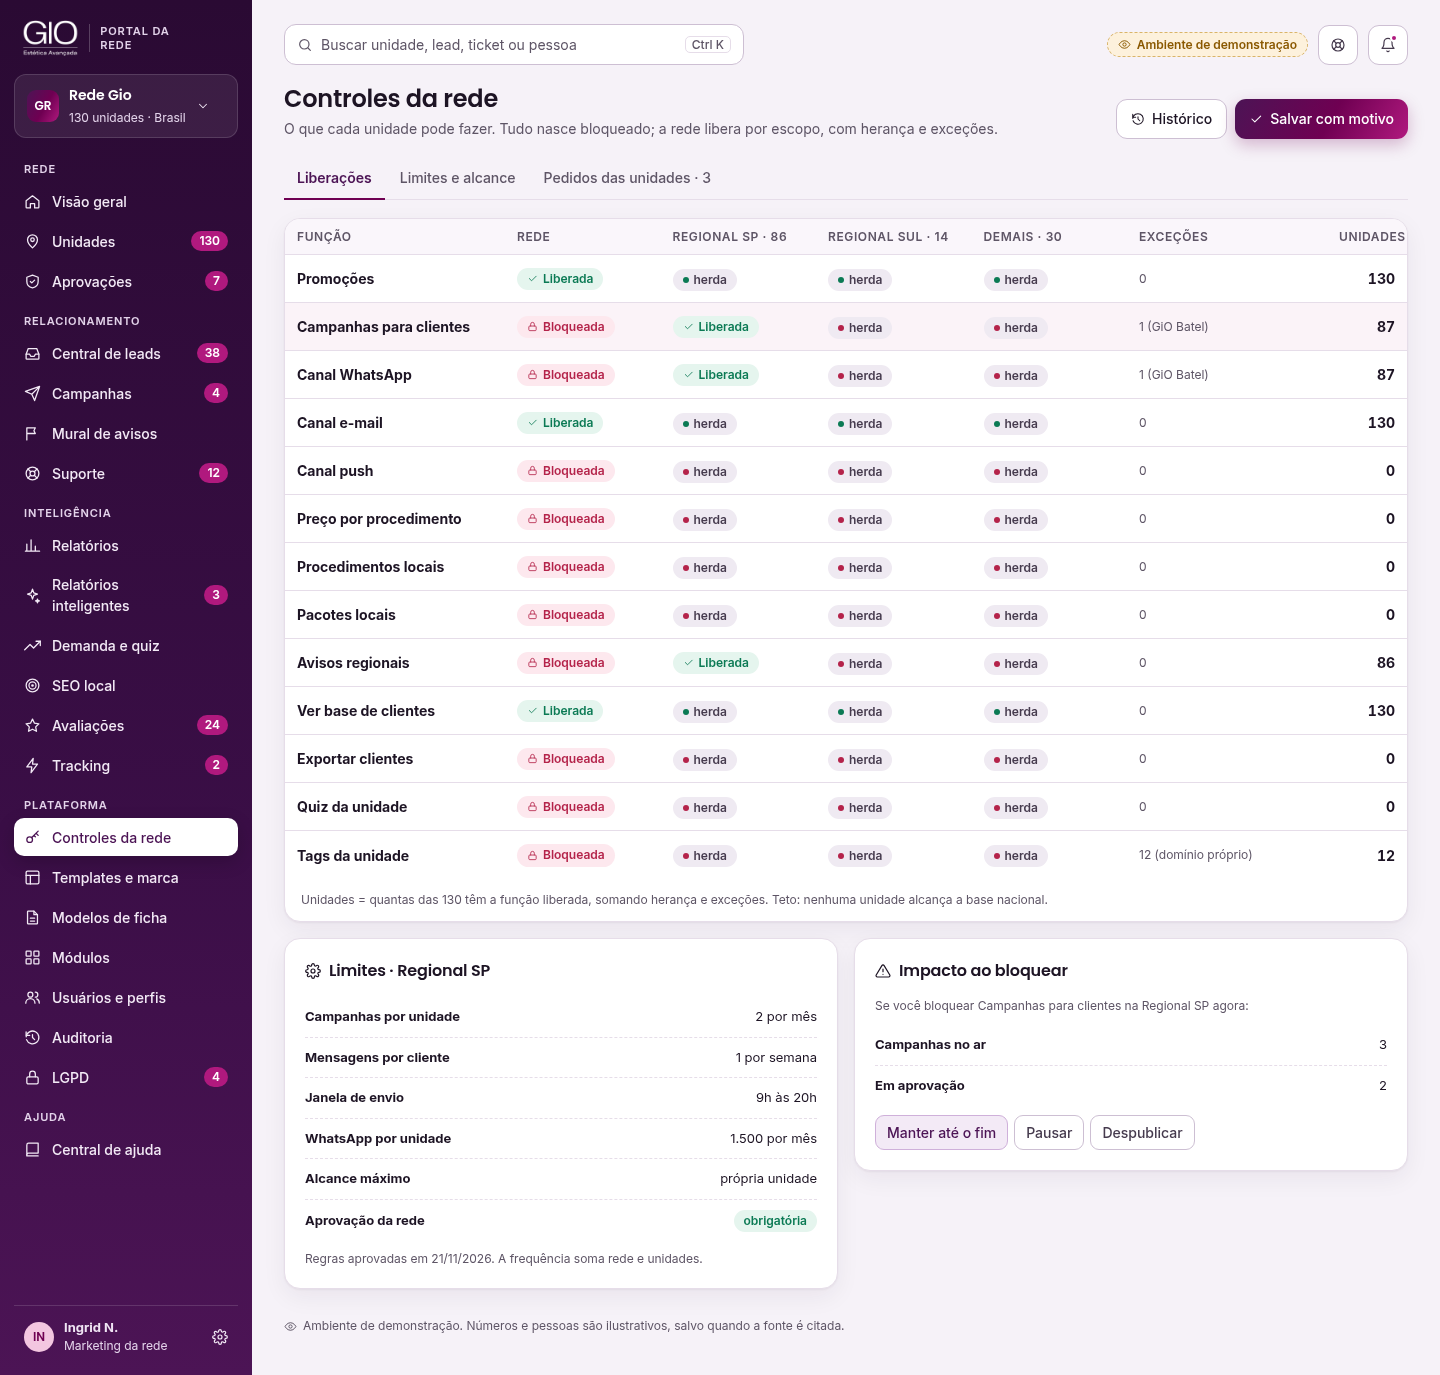 GIO
Estética Avançada
PORTAL DA
REDE
GR
Rede Gio
130 unidades · Brasil
REDE
Visão geral
Unidades 130
Aprovações 7
RELACIONAMENTO
Central de leads 38
Campanhas 4
Mural de avisos
Suporte 12
INTELIGÊNCIA
Relatórios
Relatórios
inteligentes 3
Demanda e quiz
SEO local
Avaliações 24
Tracking 2
PLATAFORMA
Controles da rede
Templates e marca
Modelos de ficha
Módulos
Usuários e perfis
Auditoria
LGPD 4
AJUDA
Central de ajuda
IN
Ingrid N.
Marketing da rede
Buscar unidade, lead, ticket ou pessoa Ctrl K
Ambiente de demonstração
Controles da rede
O que cada unidade pode fazer. Tudo nasce bloqueado; a rede libera por escopo, com herança e exceções.
Histórico
Salvar com motivo
Liberações Limites e alcance Pedidos das unidades · 3
FUNÇÃO REDE REGIONAL SP · 86 REGIONAL SUL · 14 DEMAIS · 30 EXCEÇÕES UNIDADES
Promoções Liberada herda herda herda 0 130
Campanhas para clientes Bloqueada Liberada herda herda 1 (GIO Batel) 87
Canal WhatsApp Bloqueada Liberada herda herda 1 (GIO Batel) 87
Canal e-mail Liberada herda herda herda 0 130
Canal push Bloqueada herda herda herda 0 0
Preço por procedimento Bloqueada herda herda herda 0 0
Procedimentos locais Bloqueada herda herda herda 0 0
Pacotes locais Bloqueada herda herda herda 0 0
Avisos regionais Bloqueada Liberada herda herda 0 86
Ver base de clientes Liberada herda herda herda 0 130
Exportar clientes Bloqueada herda herda herda 0 0
Quiz da unidade Bloqueada herda herda herda 0 0
Tags da unidade Bloqueada herda herda herda 12 (domínio próprio) 12
Unidades = quantas das 130 têm a função liberada, somando herança e exceções. Teto: nenhuma unidade alcança a base nacional.
Limites · Regional SP
Campanhas por unidade 2 por mês
Mensagens por cliente 1 por semana
Janela de envio 9h às 20h
WhatsApp por unidade 1.500 por mês
Alcance máximo própria unidade
Aprovação da rede obrigatória
Regras aprovadas em 21/11/2026. A frequência soma rede e unidades.
Impacto ao bloquear
Se você bloquear Campanhas para clientes na Regional SP agora:
Campanhas no ar 3
Em aprovação 2
Manter até o fim Pausar Despublicar
Ambiente de demonstração. Números e pessoas são ilustrativos, salvo quando a fonte é citada.